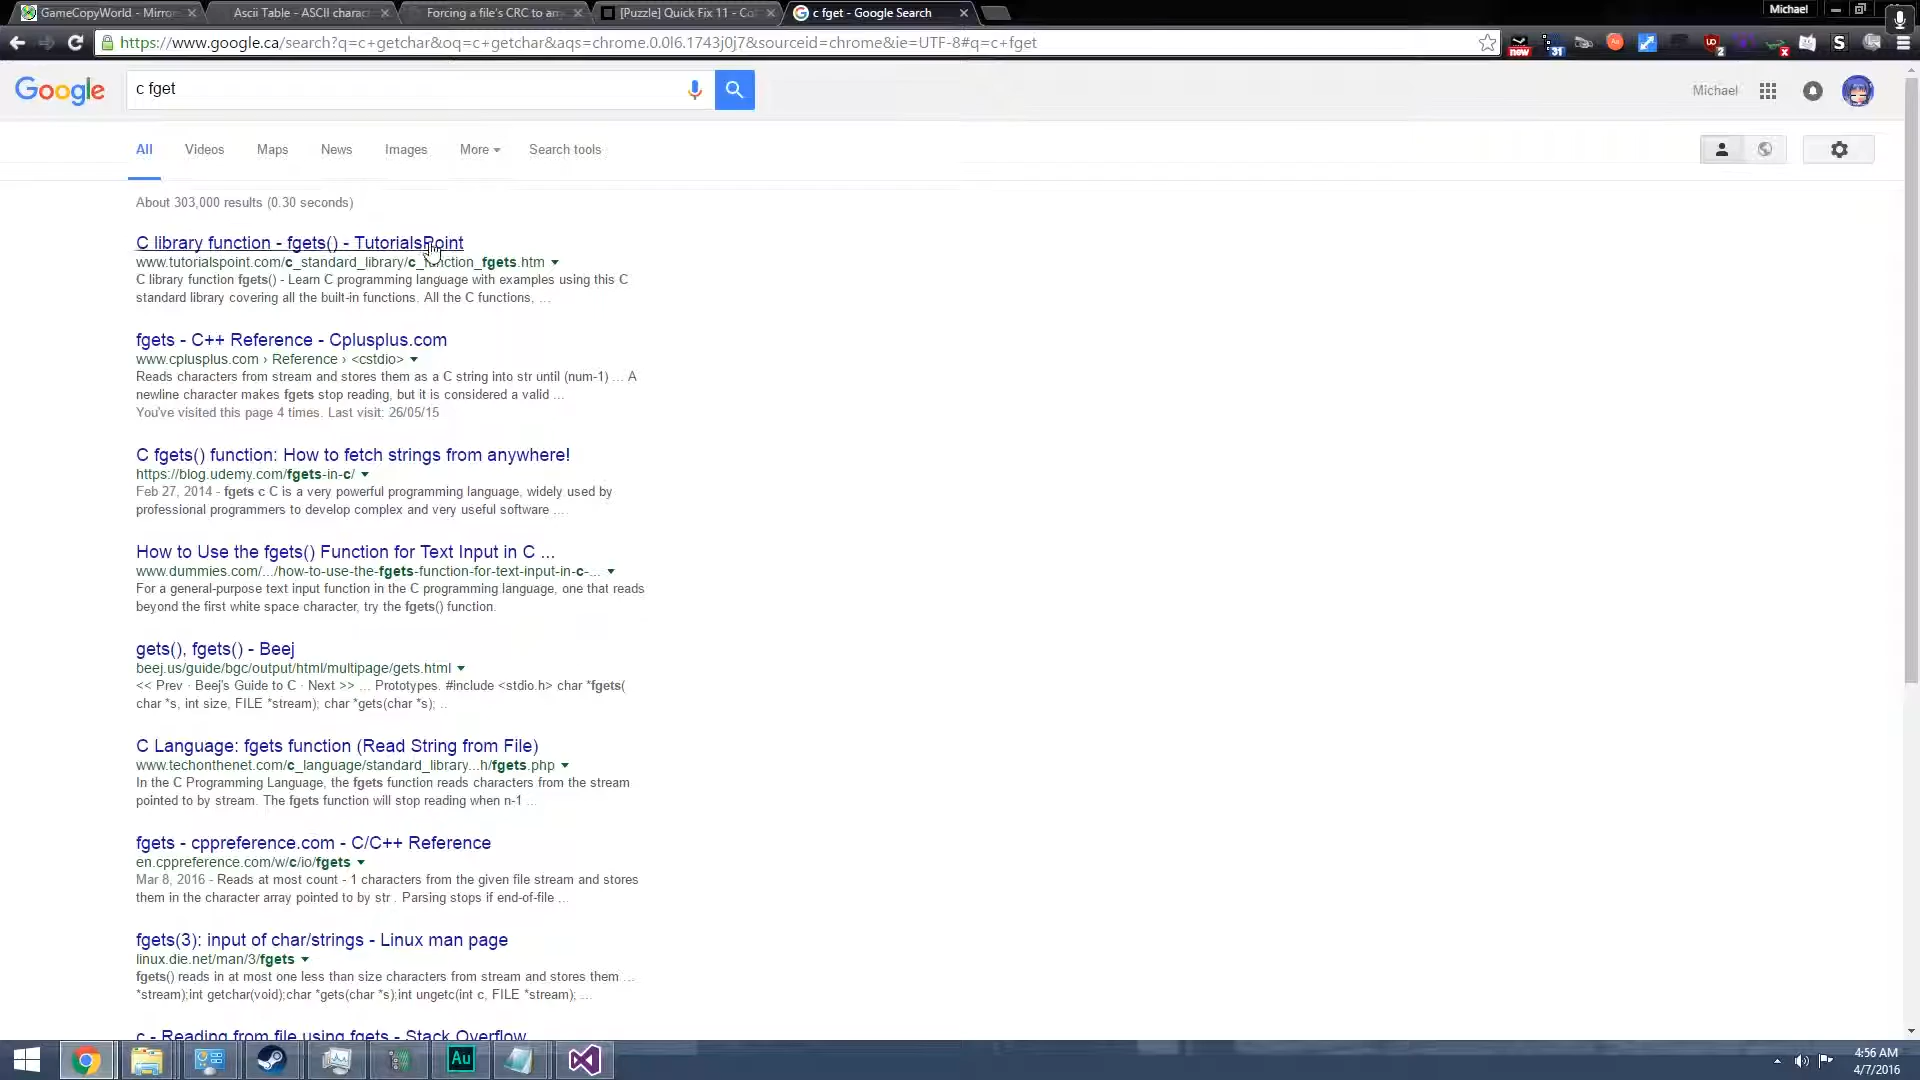 GameCopyWorld - Mirror
Ascii Table - ASCII charac
Forcing a file's CRC to an
[Puzzle] Quick Fix 11 - Co
c fget - Google Search
Michael
https://www.google.ca/search?q=c+getchar&oq=c+getchar&aqs=chrome.0.0l6.1743j0j7&sourceid=chrome&ie=UTF-8#q=c+fget
now
31
2
x
S
Google
c fget
Michael
All
Videos
Maps
News
Images
More
Search tools
About 303,000 results (0.30 seconds)
C library function - fgets() - TutorialsPoint
www.tutorialspoint.com/c_standard_library/c_function_fgets.htm
C library function fgets() - Learn C programming language with examples using this C
standard library covering all the built-in functions. All the C functions, ...
fgets - C++ Reference - Cplusplus.com
www.cplusplus.com › Reference › <cstdio>
Reads characters from stream and stores them as a C string into str until (num-1) ... A
newline character makes fgets stop reading, but it is considered a valid ...
You've visited this page 4 times. Last visit: 26/05/15
C fgets() function: How to fetch strings from anywhere!
https://blog.udemy.com/fgets-in-c/
Feb 27, 2014 - fgets c C is a very powerful programming language, widely used by
professional programmers to develop complex and very useful software ...
How to Use the fgets() Function for Text Input in C ...
www.dummies.com/.../how-to-use-the-fgets-function-for-text-input-in-c-...
For a general-purpose text input function in the C programming language, one that reads
beyond the first white space character, try the fgets() function.
gets(), fgets() - Beej
beej.us/guide/bgc/output/html/multipage/gets.html
<< Prev · Beej's Guide to C · Next >> ... Prototypes. #include <stdio.h> char *fgets(
char *s, int size, FILE *stream); char *gets(char *s); ..
C Language: fgets function (Read String from File)
www.techonthenet.com/c_language/standard_library...h/fgets.php
In the C Programming Language, the fgets function reads characters from the stream
pointed to by stream. The fgets function will stop reading when n-1 ...
fgets - cppreference.com - C/C++ Reference
en.cppreference.com/w/c/io/fgets
Mar 8, 2016 - Reads at most count - 1 characters from the given file stream and stores
them in the character array pointed to by str . Parsing stops if end-of-file ...
fgets(3): input of char/strings - Linux man page
linux.die.net/man/3/fgets
fgets() reads in at most one less than size characters from stream and stores them ...
*stream);int getchar(void);char *gets(char *s);int ungetc(int c, FILE *stream); ...
c - Reading from file using fgets - Stack Overflow
Au
4:56 AM
4/7/2016